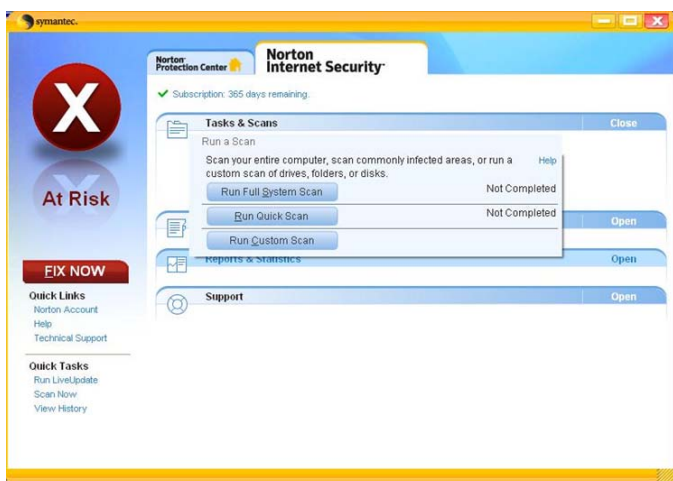 symantec.
Norton
Protection Center
Norton
Internet Security
Subscription: 365 days remaining.
X
At Risk
FIX NOW
Quick Links
Norton Account
Help
Technical Support
Quick Tasks
Run LiveUpdate
Scan Now
View History
Tasks & Scans Close
Run a Scan
Scan your entire computer, scan commonly infected areas, or run a Help
custom scan of drives, folders, or disks.
Run Full System Scan Not Completed
Run Quick Scan Not Completed
Run Custom Scan
Open
Reports & Statistics Open
Support Open